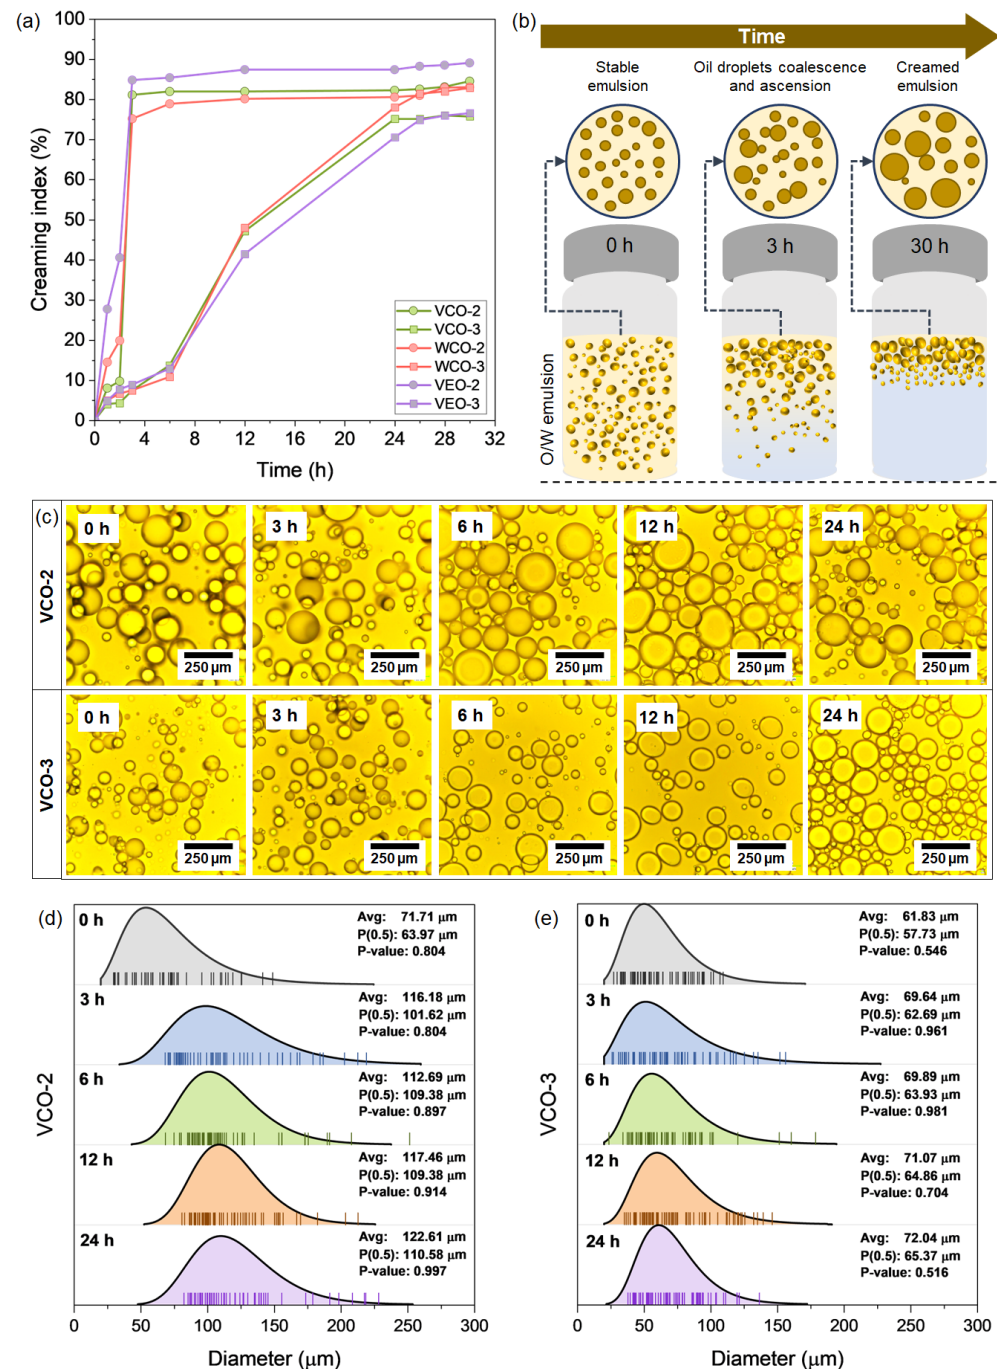 (a)
100
90
80
70
60
50
40
30
20
10
0
Creaming index (%)
0 4 8 12 16 20 24 28 32
Time (h)
VCO-2
VCO-3
WCO-2
WCO-3
VEO-2
VEO-3
(b)
Time
Stable
emulsion
Oil droplets coalescence
and ascension
Creamed
emulsion
0 h
3 h
30 h
O/W emulsion
(c)
VCO-2
0 h
250 µm
3 h
250 µm
6 h
250 µm
12 h
250 µm
24 h
250 µm
VCO-3
0 h
250 µm
3 h
250 µm
6 h
250 µm
12 h
250 µm
24 h
250 µm
(d)
VCO-2
0 h
Avg: 71.71 µm
P(0.5): 63.97 µm
P-value: 0.804
3 h
Avg: 116.18 µm
P(0.5): 101.62 µm
P-value: 0.804
6 h
Avg: 112.69 µm
P(0.5): 109.38 µm
P-value: 0.897
12 h
Avg: 117.46 µm
P(0.5): 109.38 µm
P-value: 0.914
24 h
Avg: 122.61 µm
P(0.5): 110.58 µm
P-value: 0.997
0 50 100 150 200 250 300
Diameter (µm)
(e)
VCO-3
0 h
Avg: 61.83 µm
P(0.5): 57.73 µm
P-value: 0.546
3 h
Avg: 69.64 µm
P(0.5): 62.69 µm
P-value: 0.961
6 h
Avg: 69.89 µm
P(0.5): 63.93 µm
P-value: 0.981
12 h
Avg: 71.07 µm
P(0.5): 64.86 µm
P-value: 0.704
24 h
Avg: 72.04 µm
P(0.5): 65.37 µm
P-value: 0.516
0 50 100 150 200 250 300
Diameter (µm)